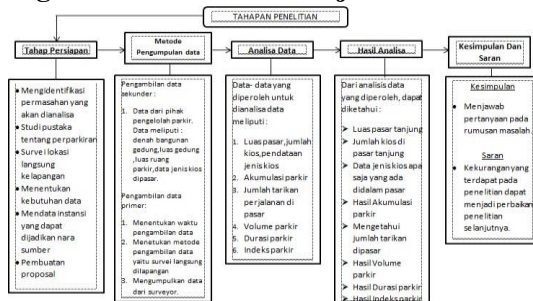 TAHAPAN PENELITIAN
Tahap Persiapan
Mengidentifikasi
permasahan yang
akan dianalisa
Studi pustaka
tentang perparkiran
Survei lokasi
langsung
kelapangan
Menentukan
kebutuhan data
Mendata instansi
yang dapat
dijadikan nara
sumber
Pembuatan
proposal
Metode
Pengumpulan data
Pengambilan data
sekunder :
1. Data dari pihak
pengelolah parkir.
Data meliputi :
denah bangunan
gedung,luas gedung
,luas ruang
parkir,data jenis kios
dipasar.
Pengambilan data
primer:
1. Menentukan waktu
pengambilan data
2. Menetukan metode
pengambilan data
yaitu survei langsung
dilapangan
3. Mengumpulkan data
dari surveyor.
Analisa Data
Data- data yang
diperoleh untuk
dianalisa data
meliputi :
1. Luas pasar,jumlah
kios,pendataan
jenis kios
2. Akumulasi parkir
3. Jumlah tarikan
perjalanan di
pasar
4. Volume parkir
5. Durasi parkir
6. Indeks parkir
Hasil Analisa
Dari analisis data
yang diperoleh, dapat
diketahui :
Luas pasar tanjung
Jumlah kios di
pasar tanjung
Data jenis kios apa
saja yang ada
didalam pasar
Hasil Akumulasi
parkir
Mengetahui
jumlah tarikan
dipasar
Hasil Volume
parkir
Hasil Durasi parkir
Hasil Indeks parkir
Kesimpulan Dan
Saran
Kesimpulan
Menjawab
pertanyaan pada
rumusan masalah.
Saran
Kekurangan yang
terdapat pada
penelitian dapat
menjadi perbaikan
penelitian
selanjutnya.